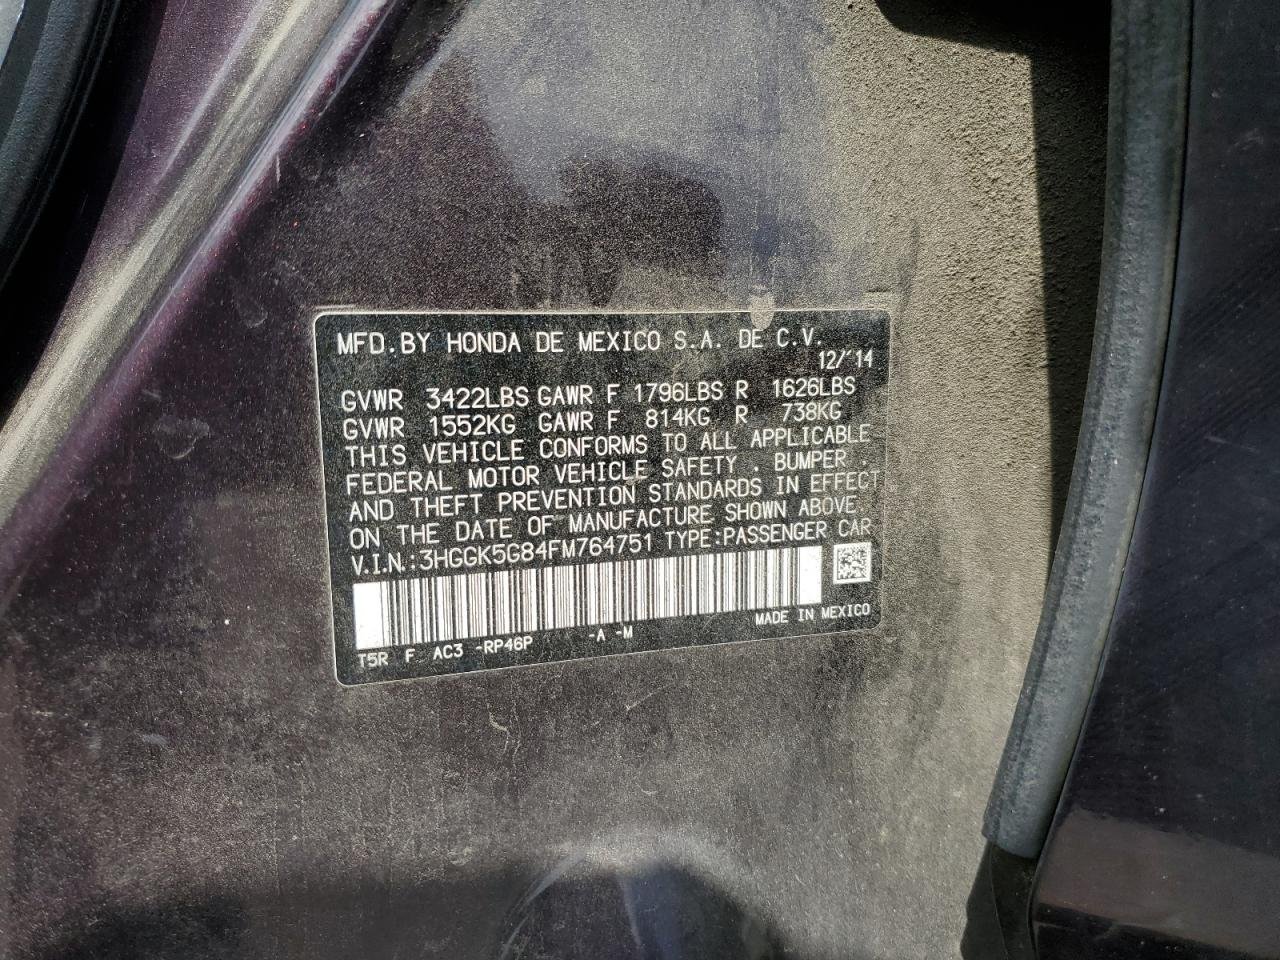 MFD.BY HONDA DE MEXICO S.A. DE C.V.
12/'14
GVWR 3422LBS GAWR F 1796LBS R 1626LBS
GVWR 1552KG GAWR F 814KG R 738KG
THIS VEHICLE CONFORMS TO ALL APPLICABLE
FEDERAL MOTOR VEHICLE SAFETY , BUMPER ,
AND THEFT PREVENTION STANDARDS IN EFFECT
ON THE DATE OF MANUFACTURE SHOWN ABOVE.
V.I.N.:3HGGK5G84FM764751 TYPE:PASSENGER CAR
MADE IN MEXICO
T5R F AC3 -RP46P -A -M